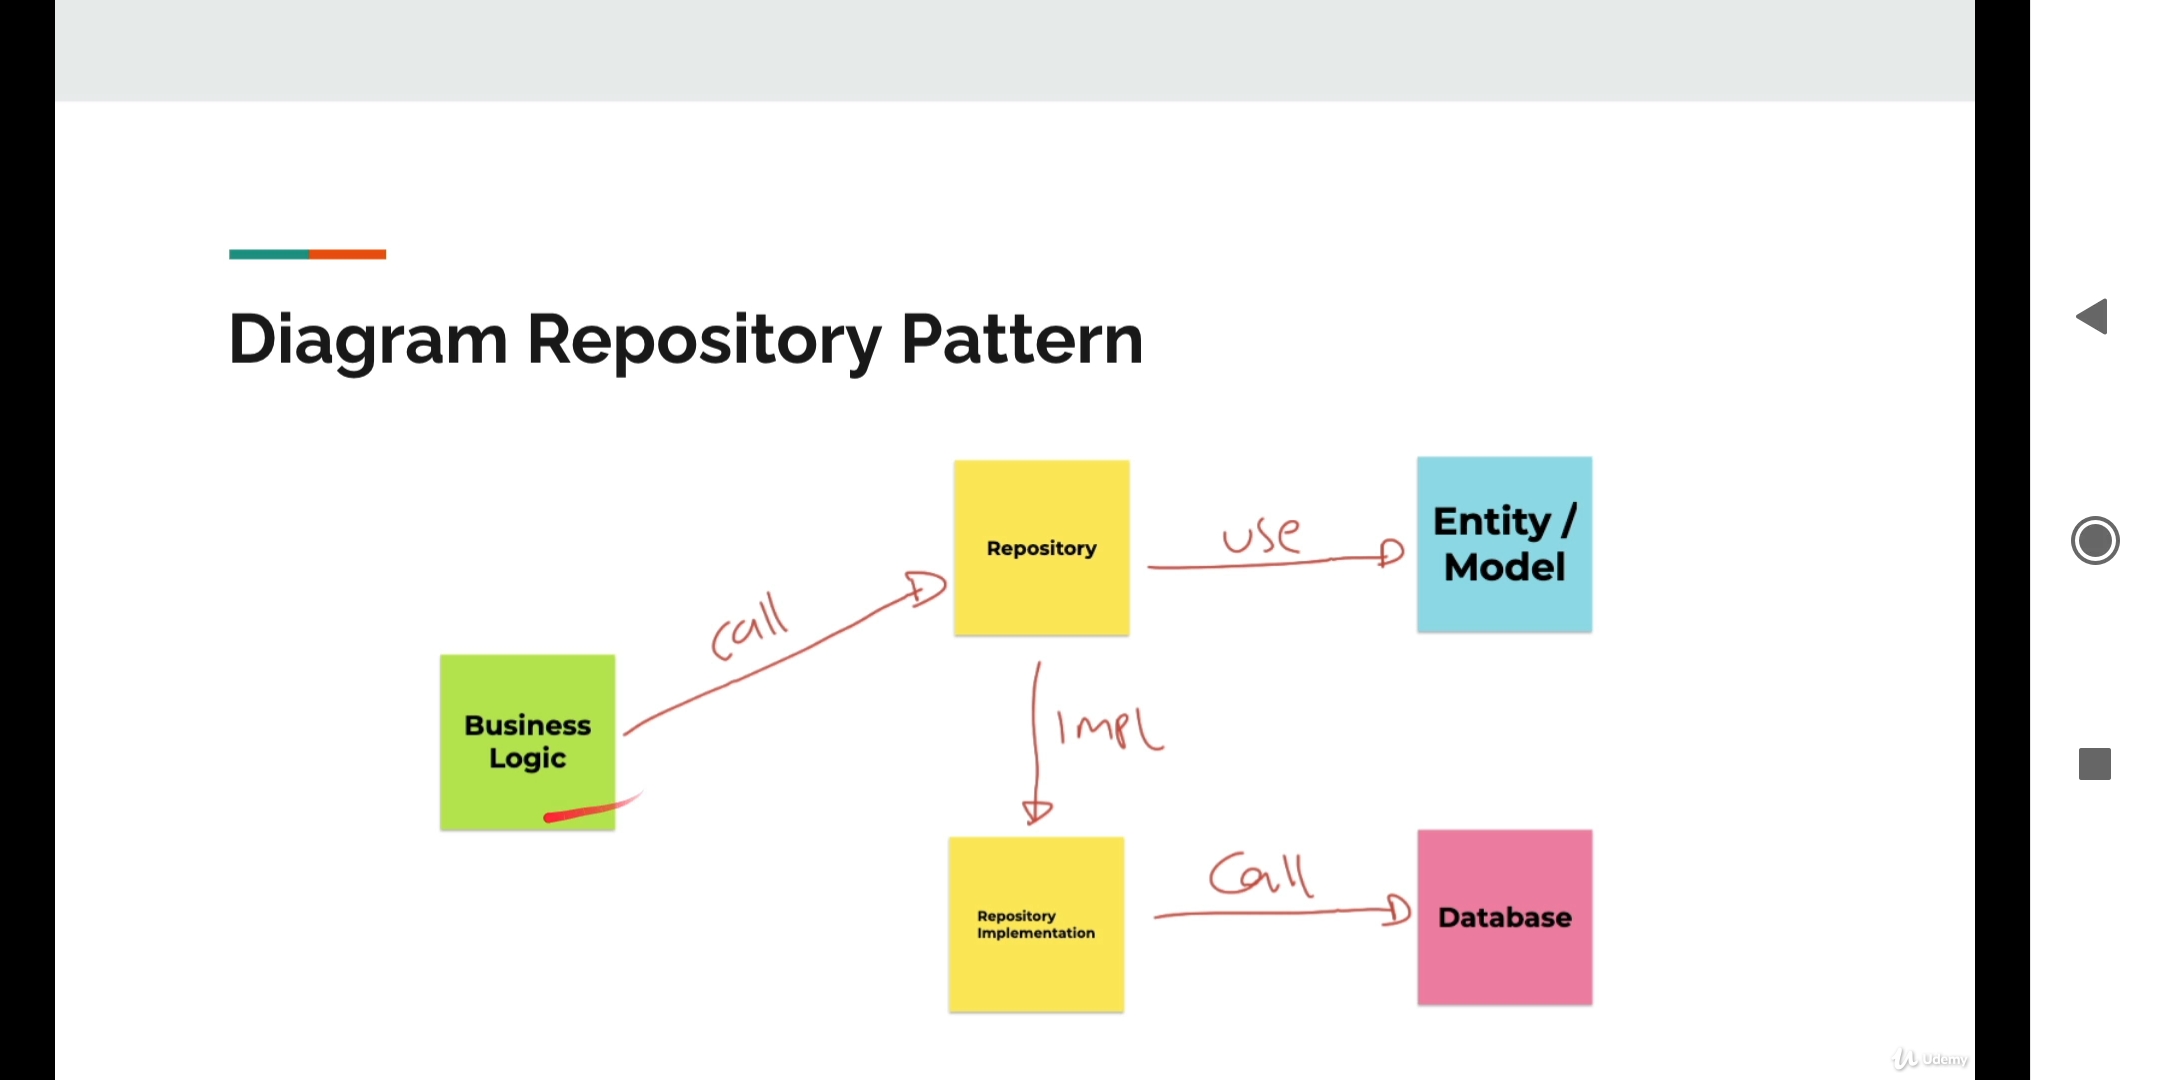 Diagram Repository Pattern
Repository
use
Entity /
Model
call
Business
Logic
Impl
Repository
Implementation
Call
Database
Udemy